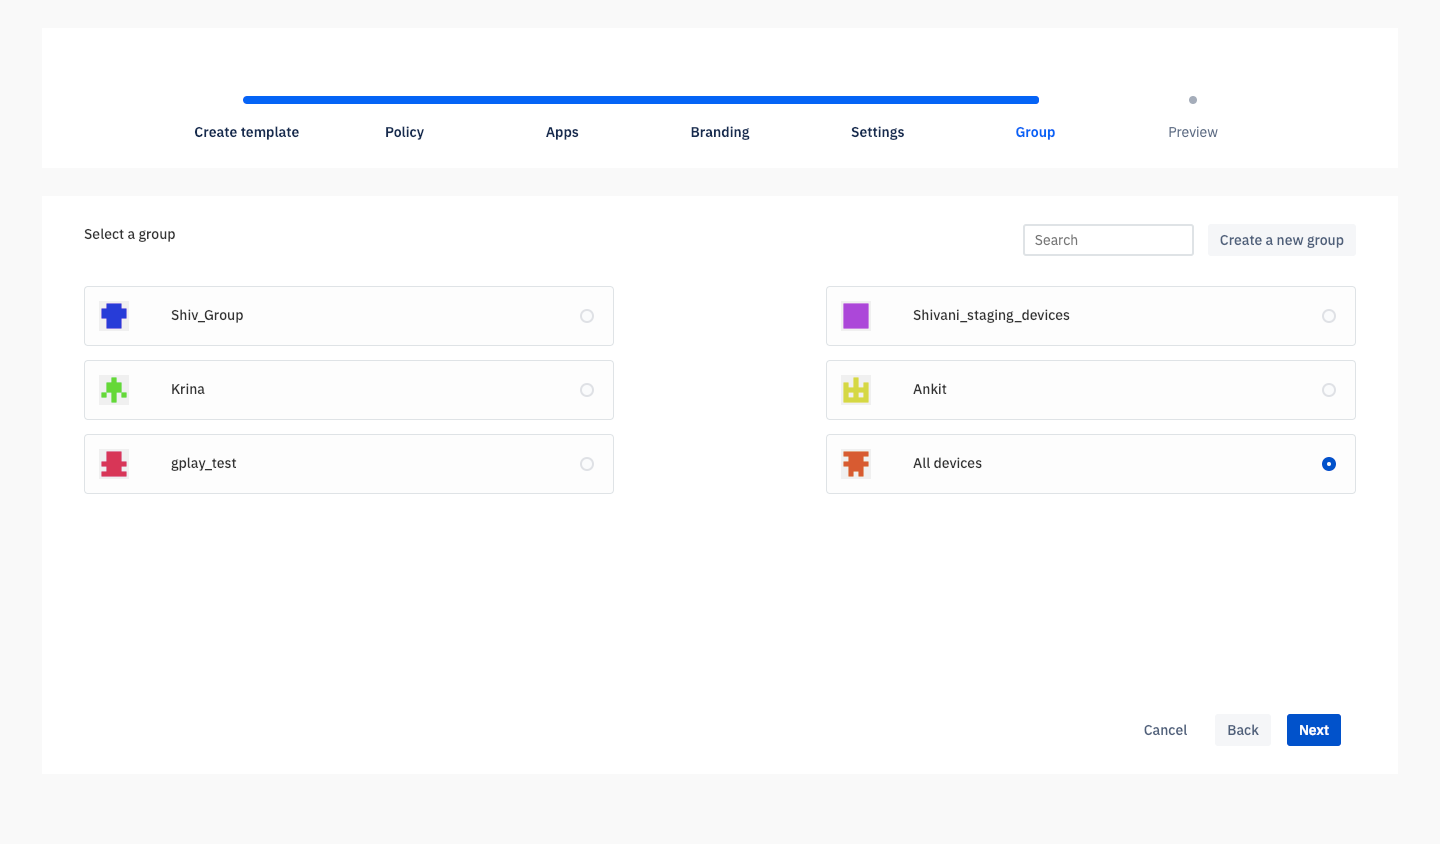 Create template
Policy
Apps
Branding
Settings
Group
Preview
Select a group
Search
Create a new group
Shiv_Group
Shivani_staging_devices
Krina
Ankit
gplay_test
All devices
Cancel
Back
Next